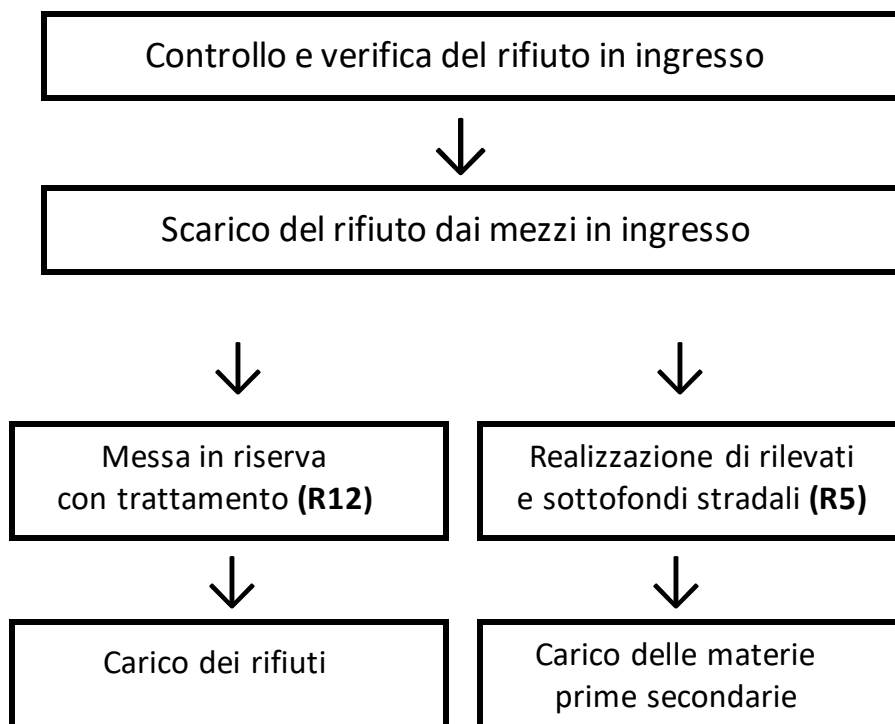 Controllo e verifica del rifiuto in ingresso
Scarico del rifiuto dai mezzi in ingresso
Messa in riserva
con trattamento (R12)
Realizzazione di rilevati
e sottofondi stradali (R5)
Carico dei rifiuti
Carico delle materie
prime secondarie